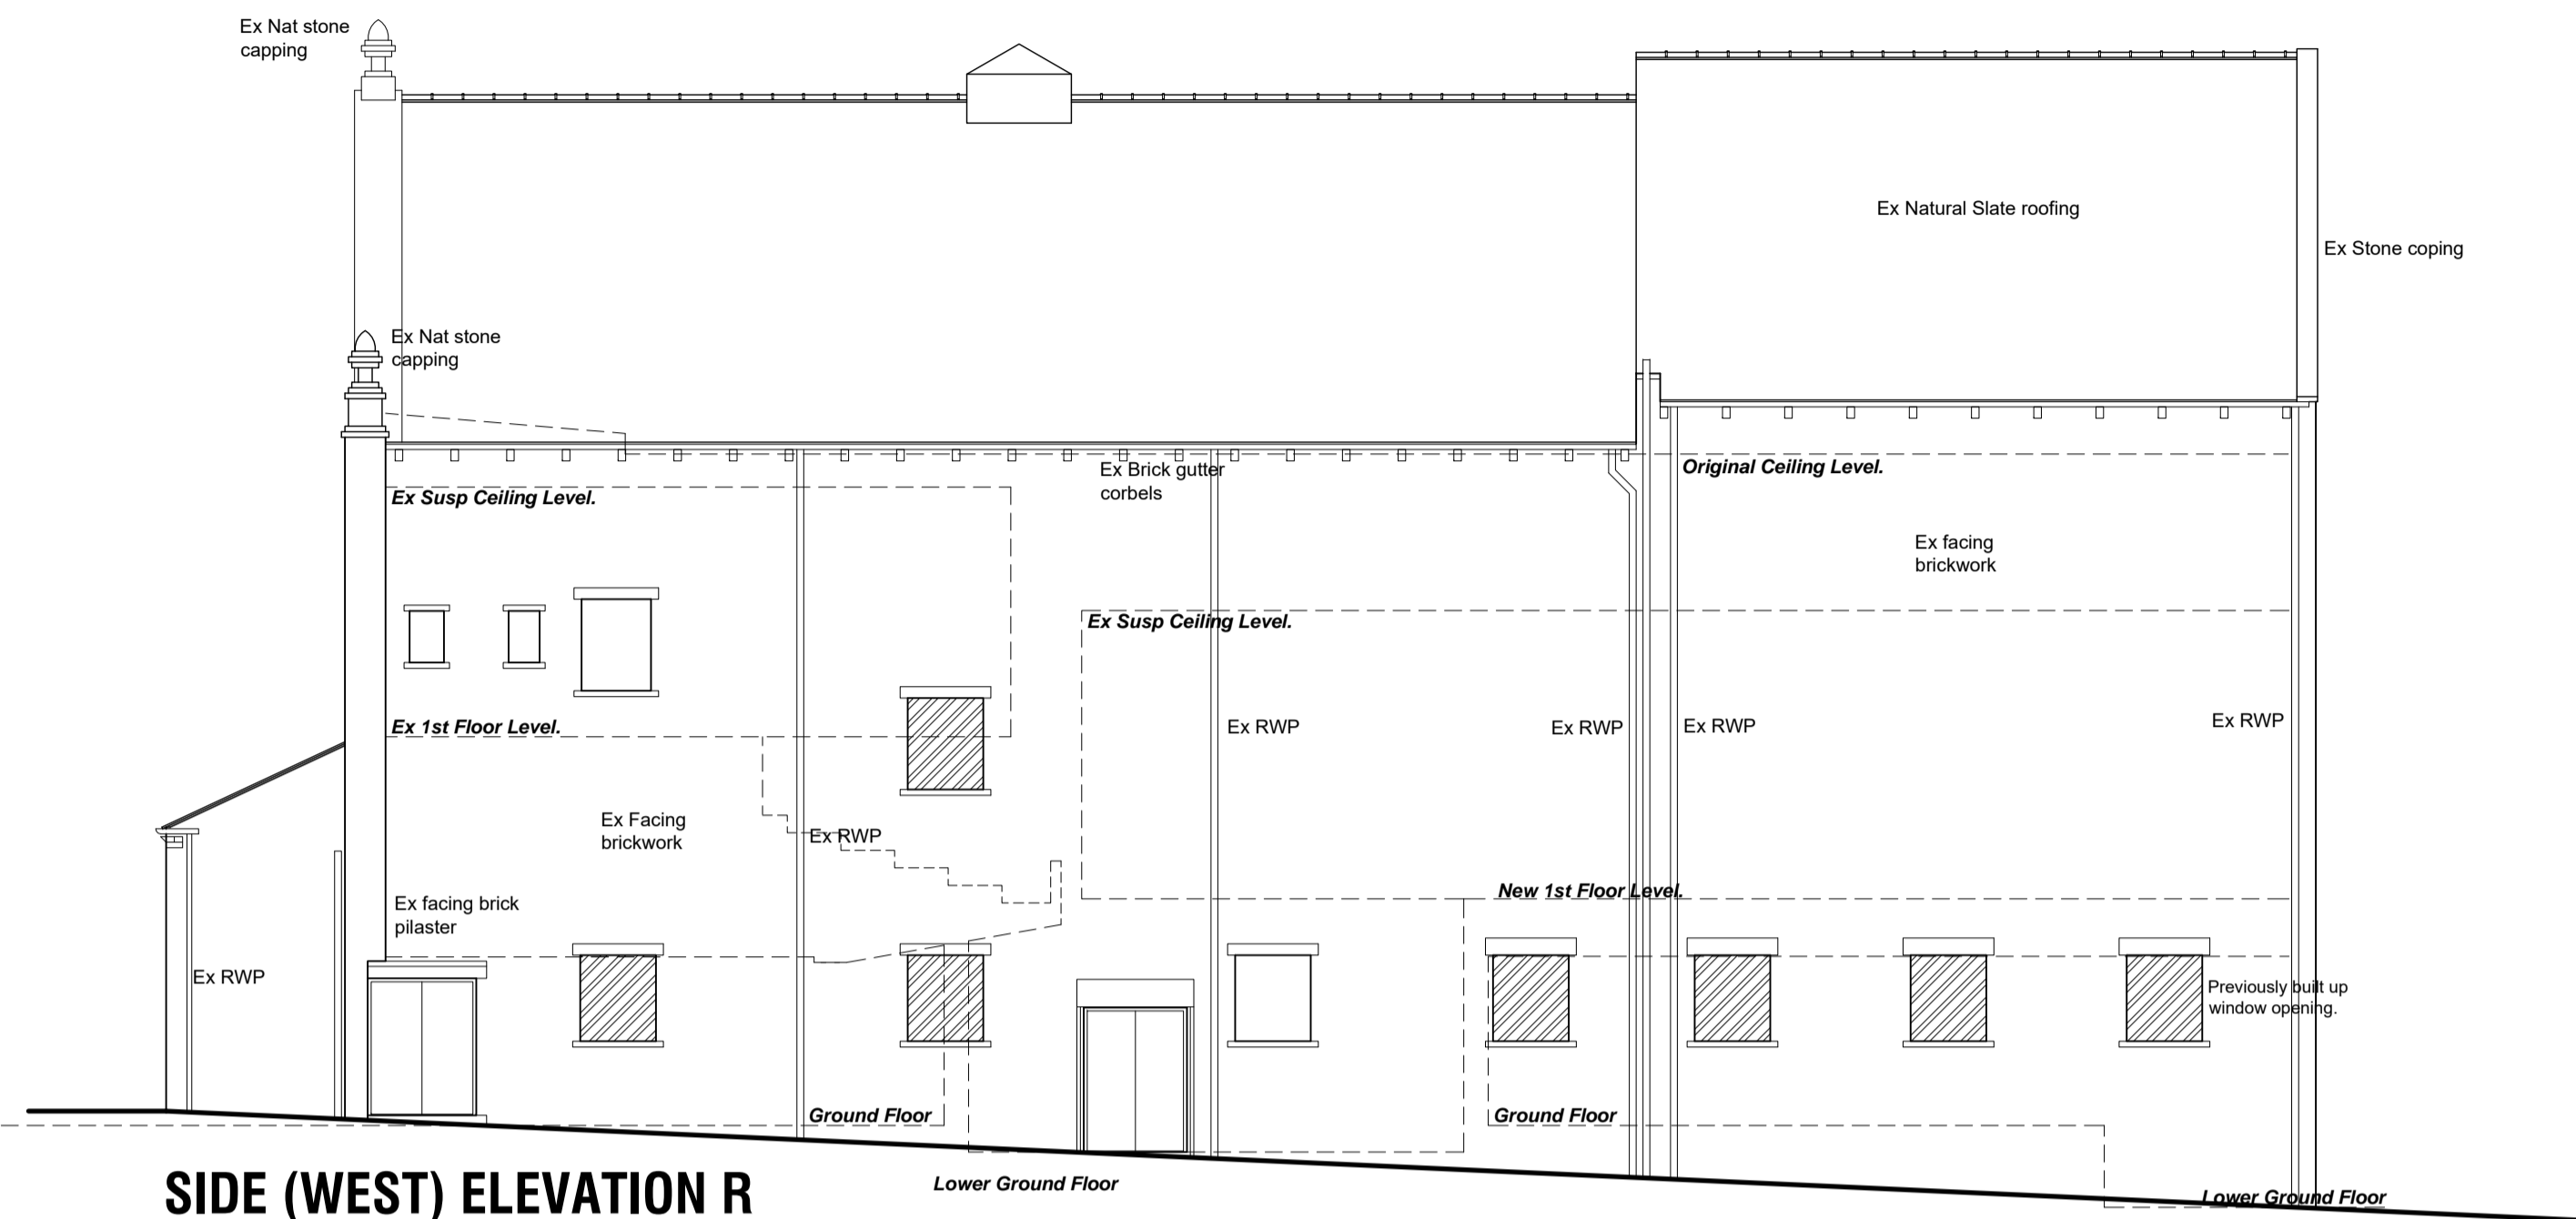 Ex Nat stone
capping
Ex Natural Slate roofing
Ex Stone coping
Ex Nat stone
capping
Ex Brick gutter
corbels
Original Ceiling Level.
Ex Susp Ceiling Level.
Ex facing
brickwork
Ex Susp Ceiling Level.
Ex 1st Floor Level.
Ex RWP
Ex RWP
Ex RWP
Ex RWP
Ex Facing
brickwork
Ex RWP
New 1st Floor Level.
Ex facing brick
pilaster
Ex RWP
Previously built up
window opening.
Ground Floor
Ground Floor
Lower Ground Floor
Lower Ground Floor
SIDE (WEST) ELEVATION R